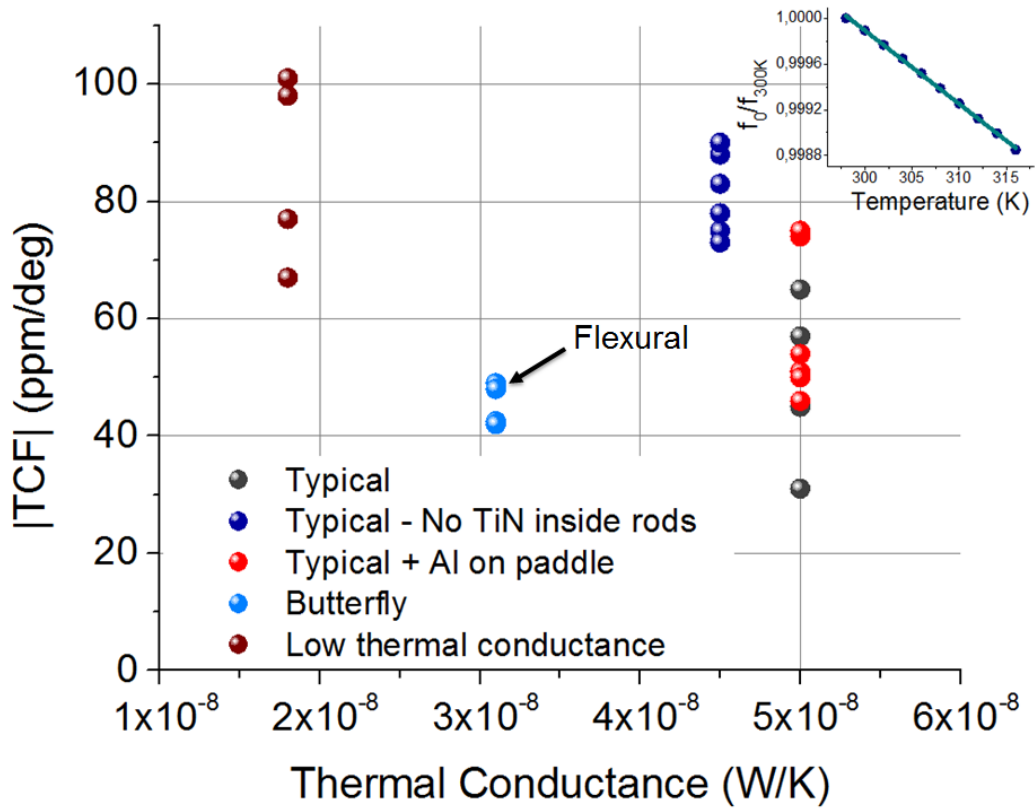 |TCF| (ppm/deg)
100
80
60
40
20
0
1x10⁻⁸ 2x10⁻⁸ 3x10⁻⁸ 4x10⁻⁸ 5x10⁻⁸ 6x10⁻⁸
Thermal Conductance (W/K)
Flexural
Typical
Typical - No TiN inside rods
Typical + Al on paddle
Butterfly
Low thermal conductance
f₀/f₃₀₀K
1,0000
0,9996
0,9992
0,9988
300 305 310 315
Temperature (K)